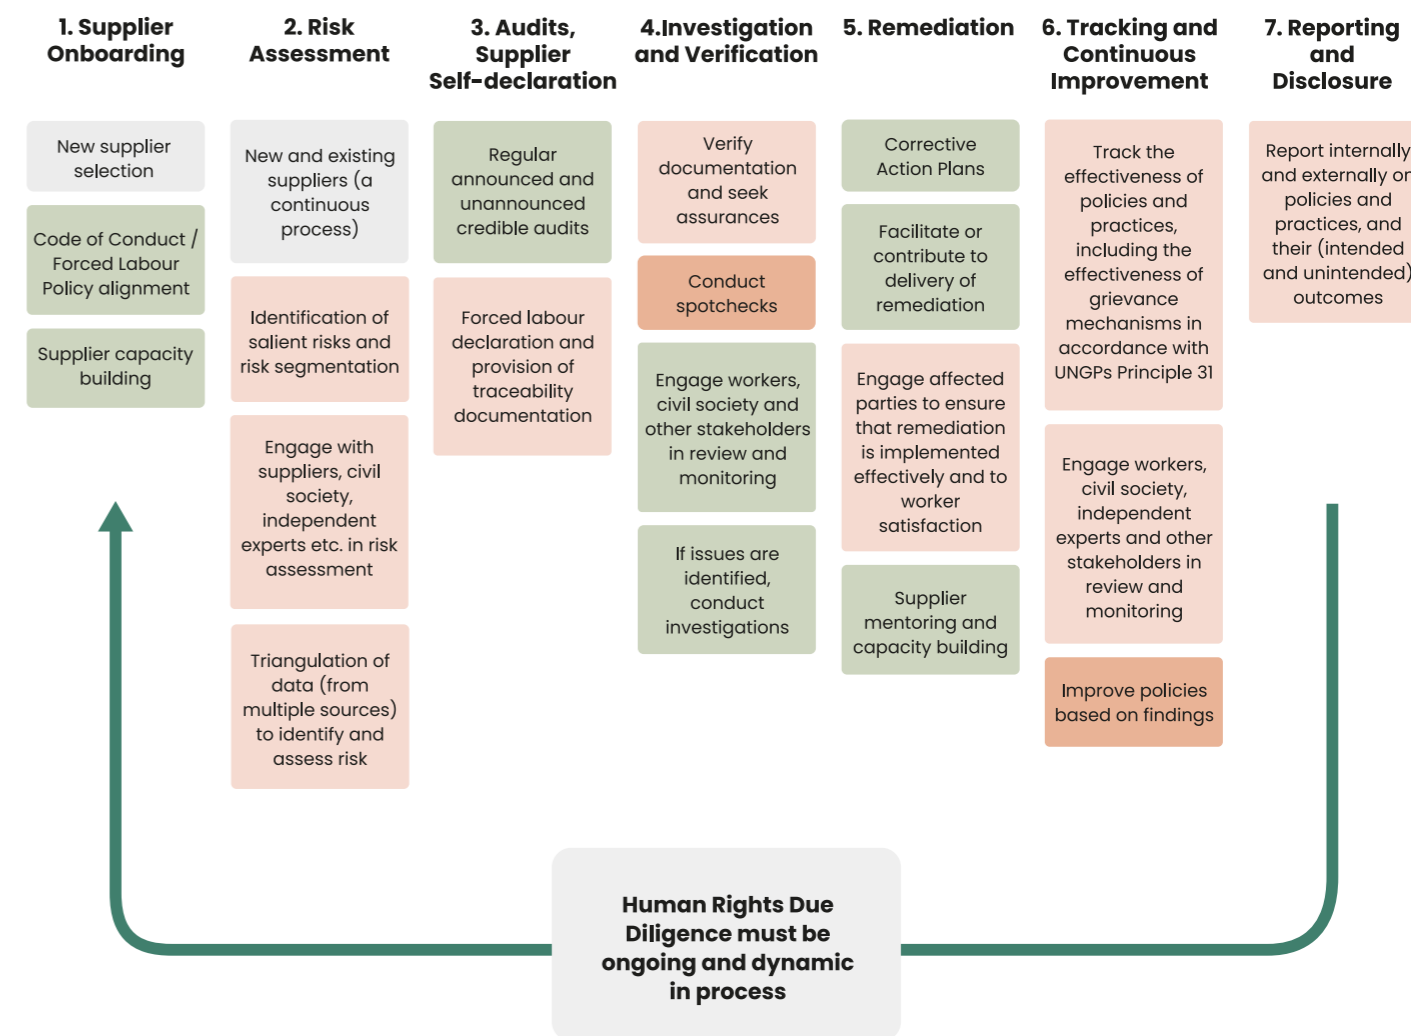 1. Supplier
Onboarding
New supplier
selection
Code of Conduct /
Forced Labour
Policy alignment
Supplier capacity
building
2. Risk
Assessment
New and existing
suppliers (a
continuous
process)
Identification of
salient risks and
risk segmentation
Engage with
suppliers, civil
society,
independent
experts etc. in risk
assessment
Triangulation of
data (from
multiple sources)
to identify and
assess risk
3. Audits,
Supplier
Self-declaration
Regular
announced and
unannounced
credible audits
Forced labour
declaration and
provision of
traceability
documentation
4.Investigation
and Verification
Verify
documentation
and seek
assurances
Conduct
spotchecks
Engage workers,
civil society and
other stakeholders
in review and
monitoring
If issues are
identified,
conduct
investigations
5. Remediation
Corrective
Action Plans
Facilitate or
contribute to
delivery of
remediation
Engage affected
parties to ensure
that remediation
is implemented
effectively and to
worker
satisfaction
Supplier
mentoring and
capacity building
6. Tracking and
Continuous
Improvement
Track the
effectiveness of
policies and
practices,
including the
effectiveness of
grievance
mechanisms in
accordance with
UNGPs Principle 31
Engage workers,
civil society,
independent
experts and other
stakeholders in
review and
monitoring
Improve policies
based on findings
7. Reporting
and
Disclosure
Report internally
and externally on
policies and
practices, and
their (intended
and unintended)
outcomes
Human Rights Due
Diligence must be
ongoing and dynamic
in process